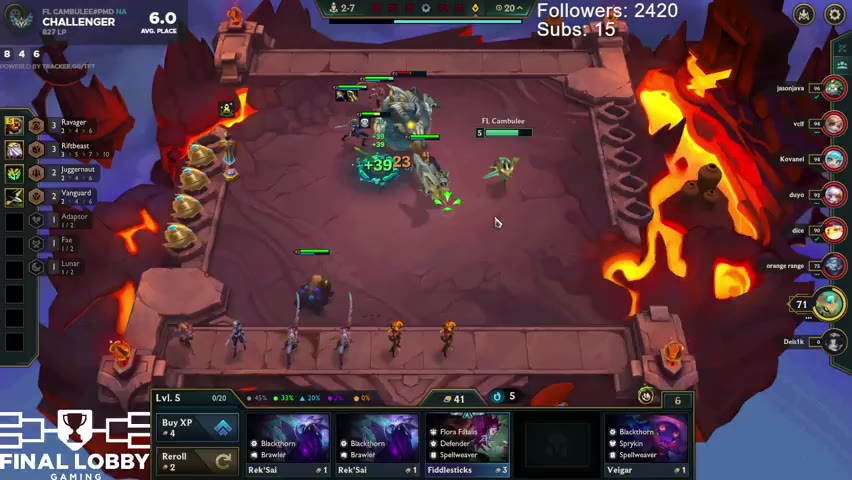 FL CAMBULEE#PMD NA
CHALLENGER
827 LP
6.0
AVG. PLACE
8 4 6
POWERED BY TRACKER.GG/TFT
2-7
20
Followers: 2420
Subs: 15
3 Ravager
2 > 4 > 6
3 Riftbeast
3 > 5 > 7 > 10
2 Juggernaut
2 > 4 > 6
2 Vanguard
2 > 4 > 6
1 Adaptor
1 / 2
1 Fae
1 / 2
1 Lunar
1 / 2
FL Cambulee
5
+39
+39
+39
23
jasonjava 96
vclf 94
Kovanel 94
duyo 92
dice 90
orange range 75
71
Deis1k 0
Lvl. 5
0/20
45%
33%
20%
2%
0%
41
5
6
Buy XP
4
Reroll
2
Blackthorn
Brawler
Rek'Sai 1
Blackthorn
Brawler
Rek'Sai 1
Flora Fatalis
Defender
Spellweaver
Fiddlesticks 3
Blackthorn
Sprykin
Spellweaver
Veigar 1
FINAL LOBBY
GAMING